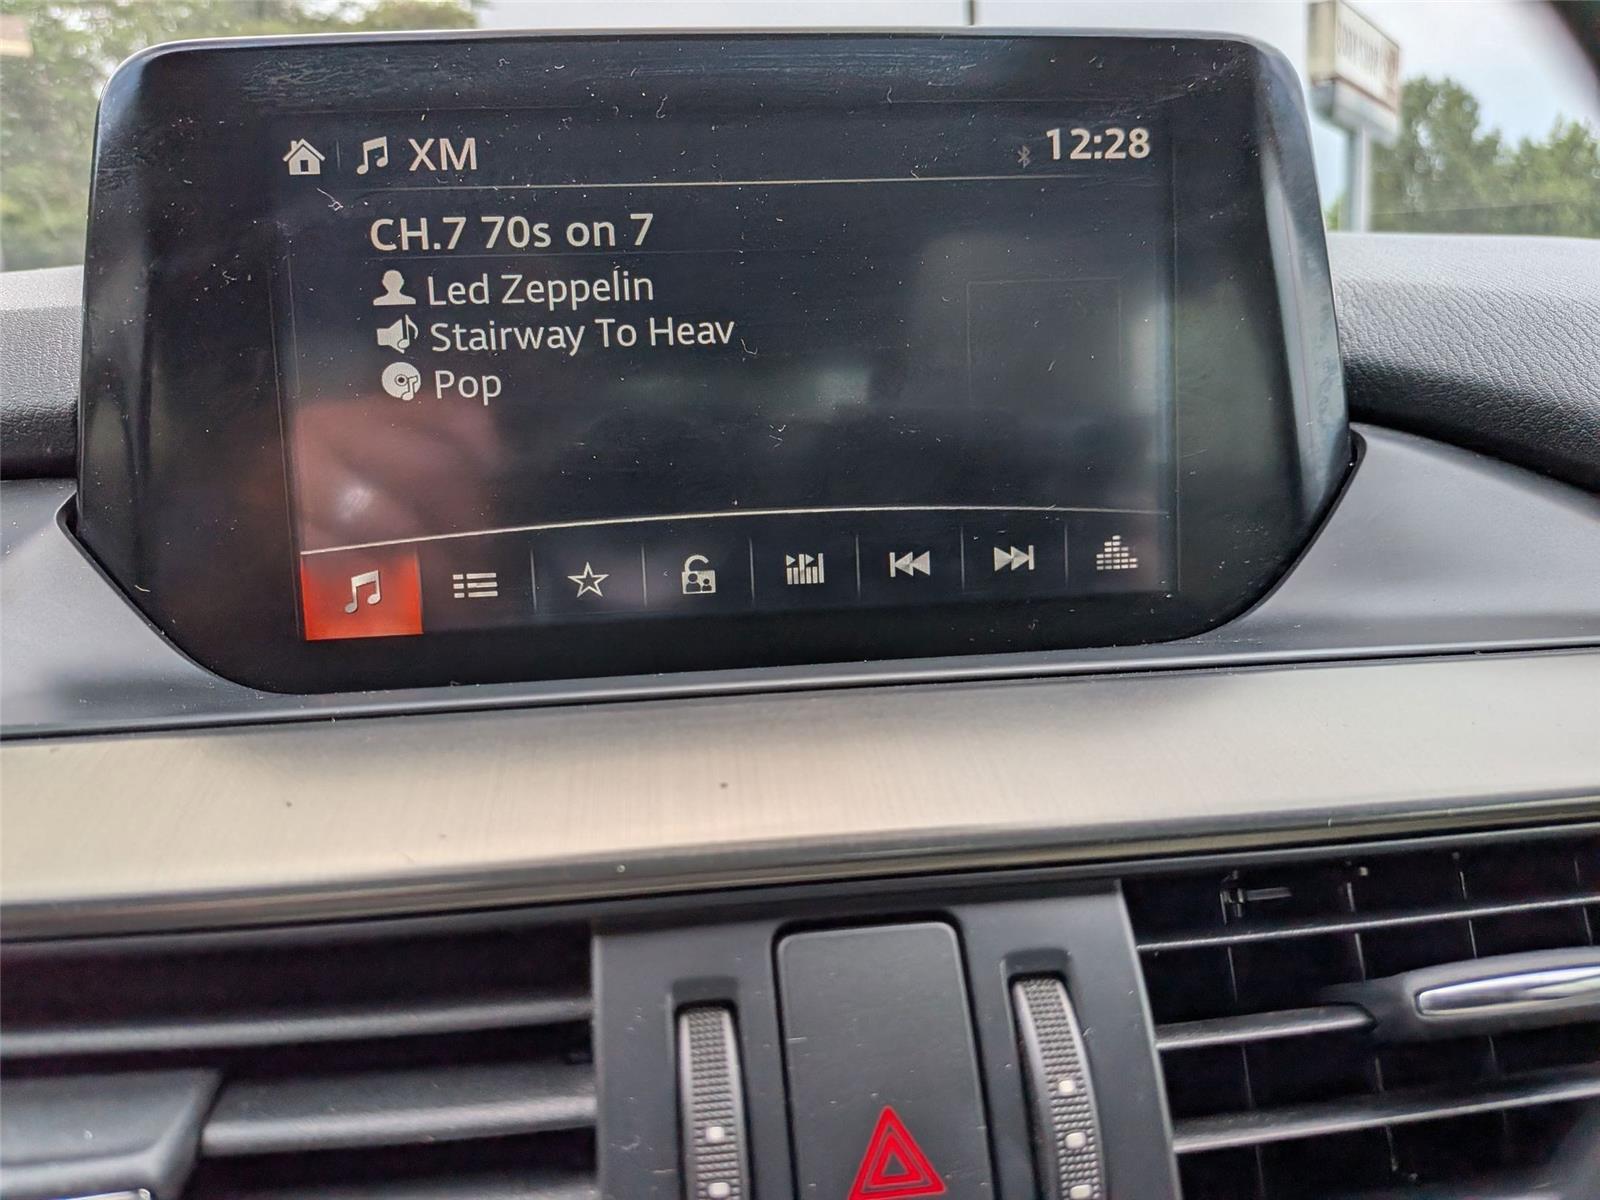 XM
12:28
CH.7 70s on 7
Led Zeppelin
Stairway To Heav
Pop